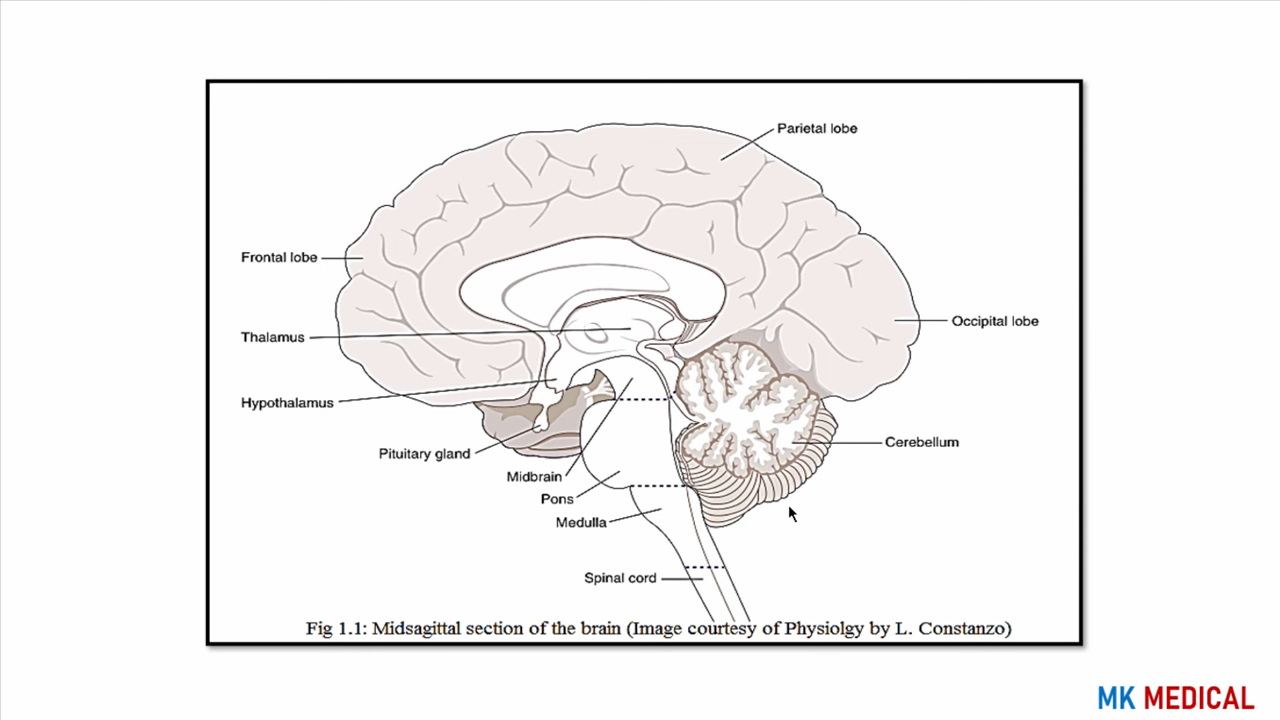 Parietal lobe
Frontal lobe
Occipital lobe
Thalamus
Hypothalamus
Cerebellum
Pituitary gland
Midbrain
Pons
Medulla
Spinal cord
Fig 1.1: Midsagittal section of the brain (Image courtesy of Physiolgy by L. Constanzo)
MK MEDICAL